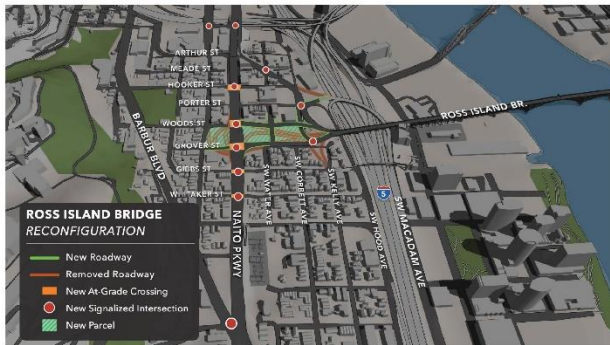 ARTHUR ST
MEADE ST
HOOKER ST
PORTER ST
WOODS ST
GROVER ST
GIBBS ST
WHITAKER ST
BARBUR BLVD
NAITO PKWY
SW WATER AVE
SW CORBETT AVE
SW KELLY AVE
SW HOOD AVE
SW MACADAM AVE
5
ROSS ISLAND BR.
ROSS ISLAND BRIDGE
RECONFIGURATION
New Roadway
Removed Roadway
New At-Grade Crossing
New Signalized Intersection
New Parcel